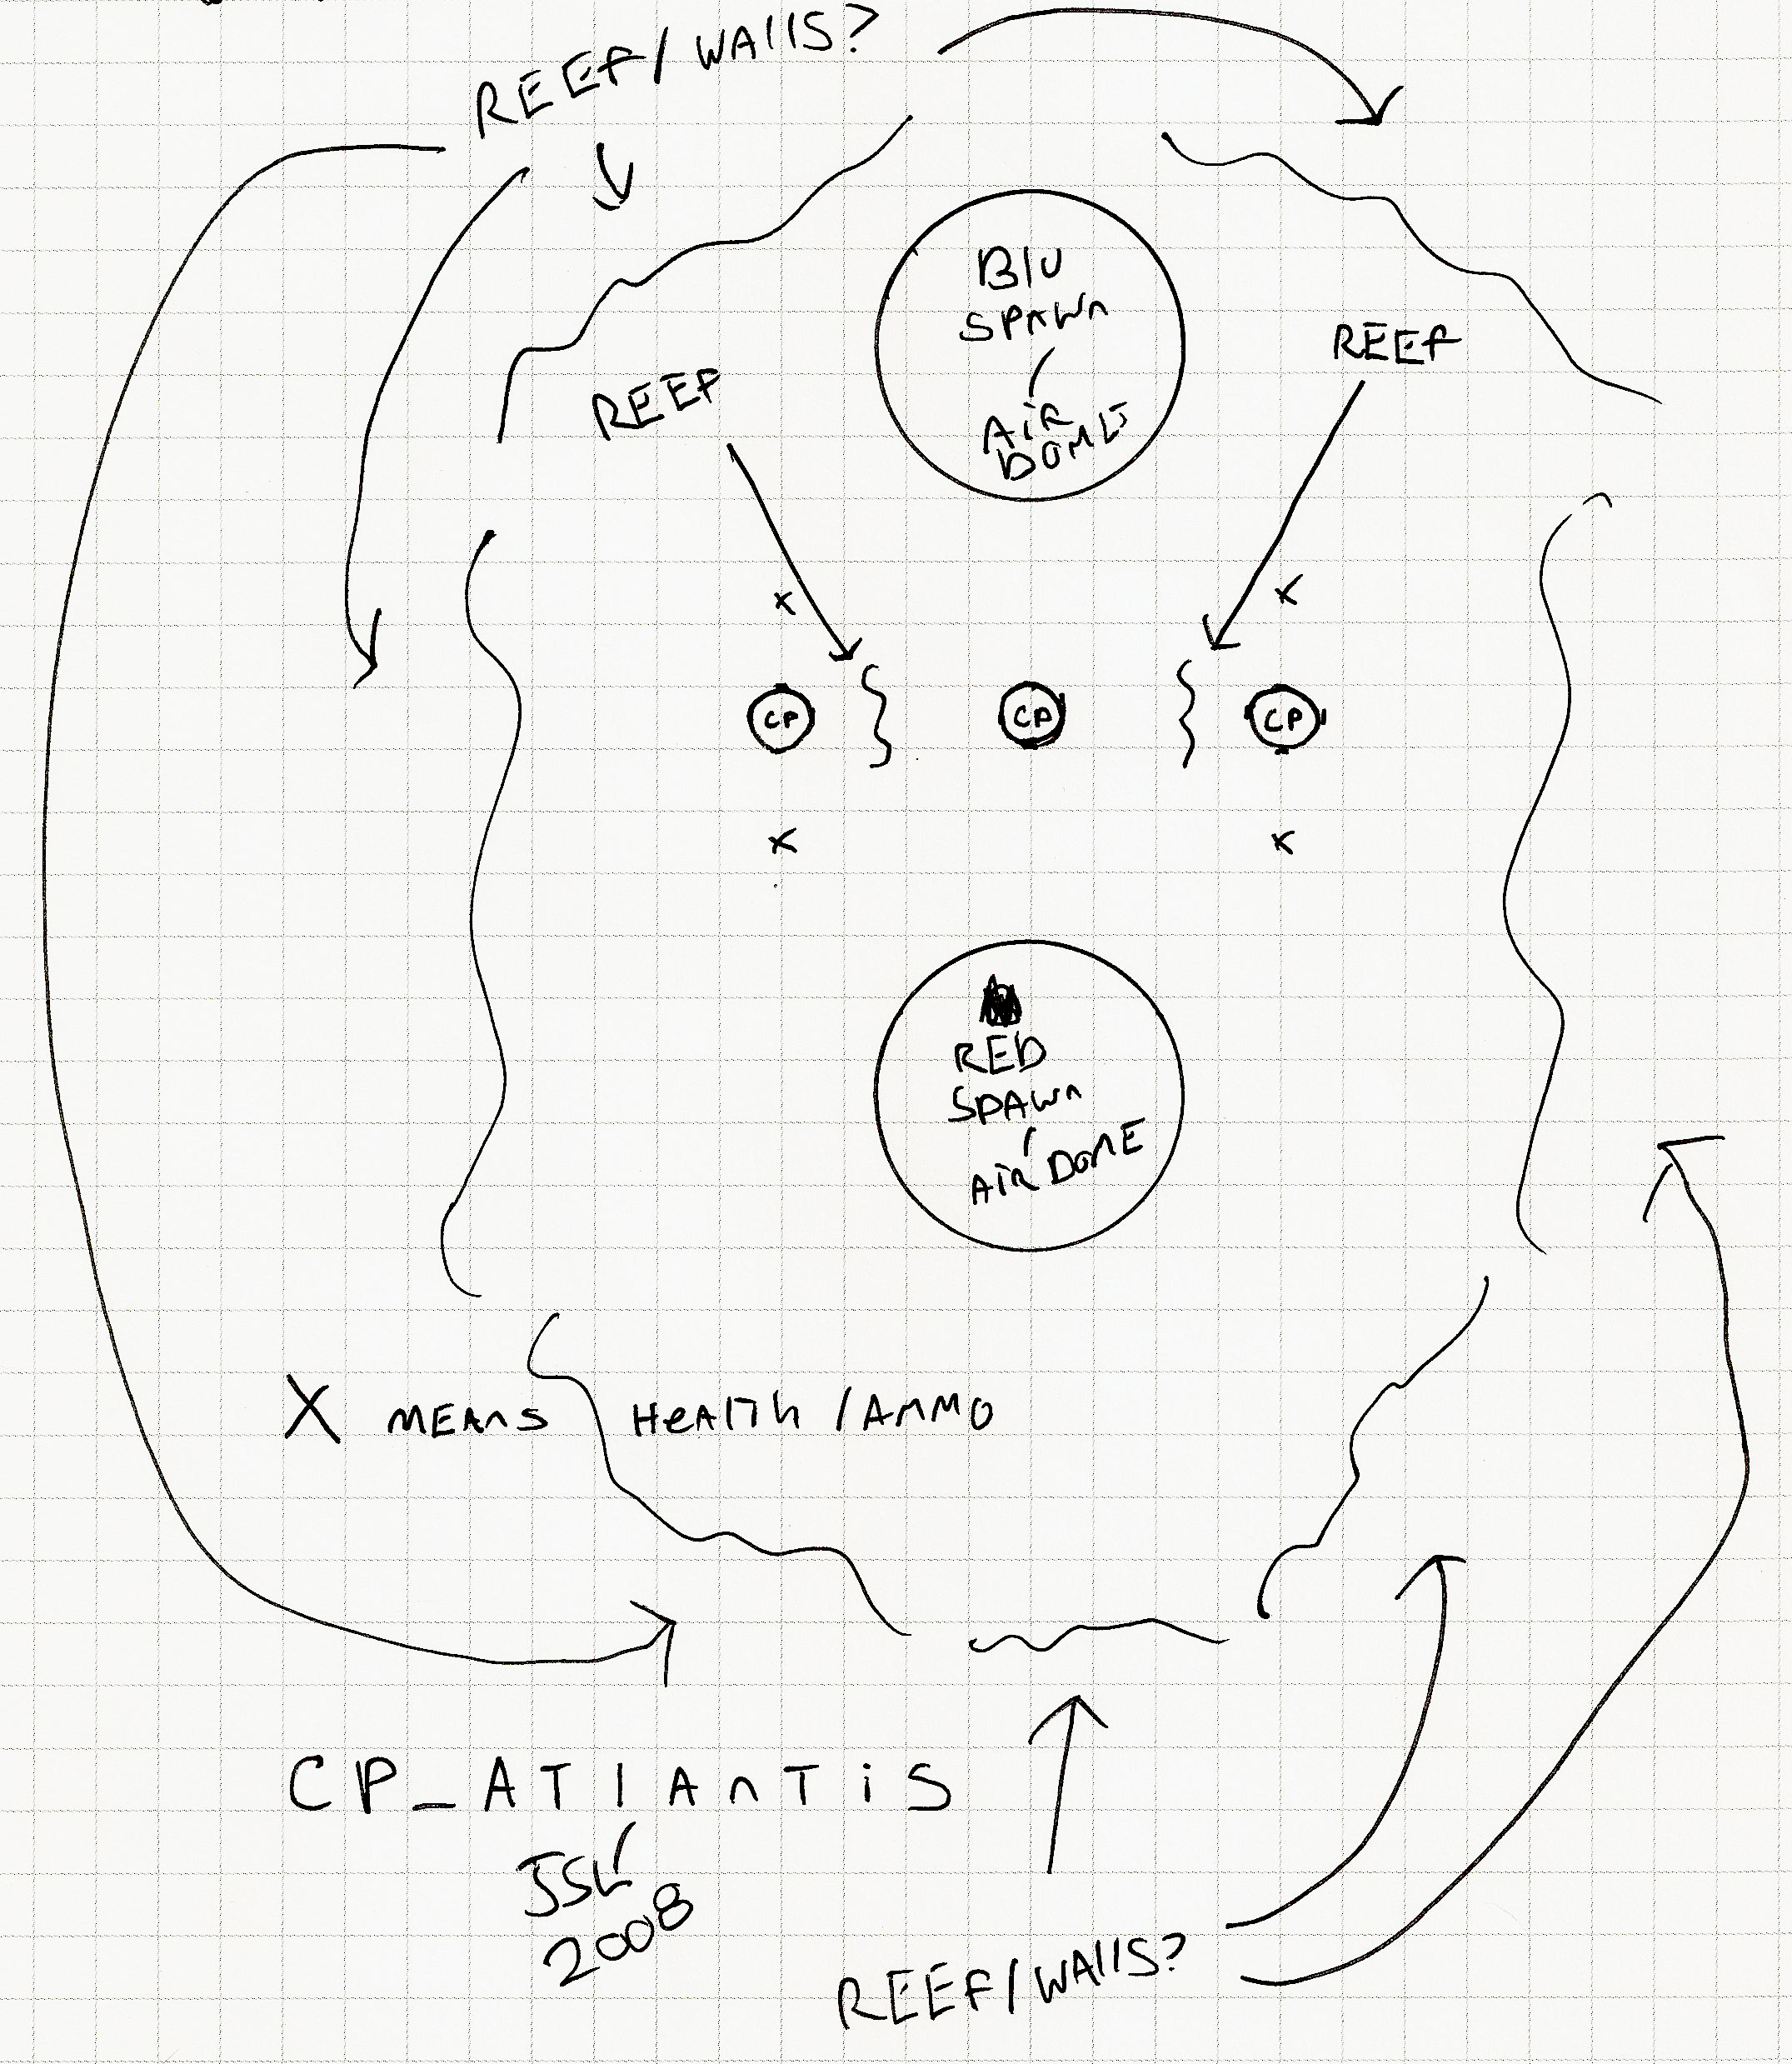 REEF/WALLS?
BLU
SPAWN
/
AIR
DOME
REEF
REEF
CP
CP
CP
x
x
x
x
RED
SPAWN
/
AIR DOME
X MEANS HEALTH/AMMO
CP_ATLANTIS
2008
REEF/WALLS?